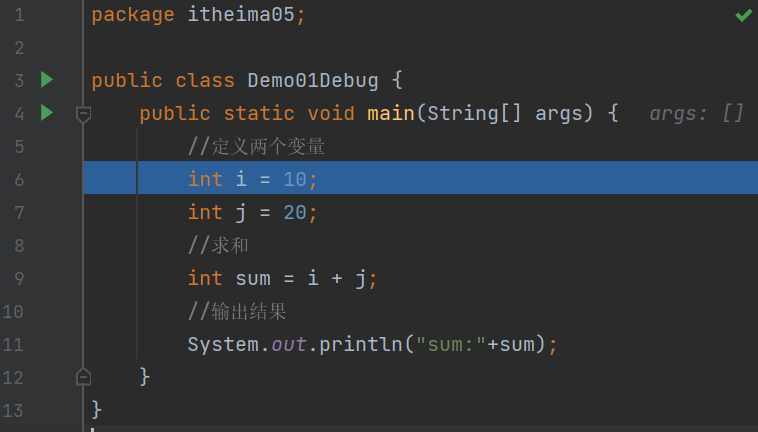 1 package itheima05;
2
3 public class Demo01Debug {
4 public static void main(String[] args) { args: []
5 //定义两个变量
6 int i = 10;
7 int j = 20;
8 //求和
9 int sum = i + j;
10 //输出结果
11 System.out.println("sum:"+sum);
12 }
13 }